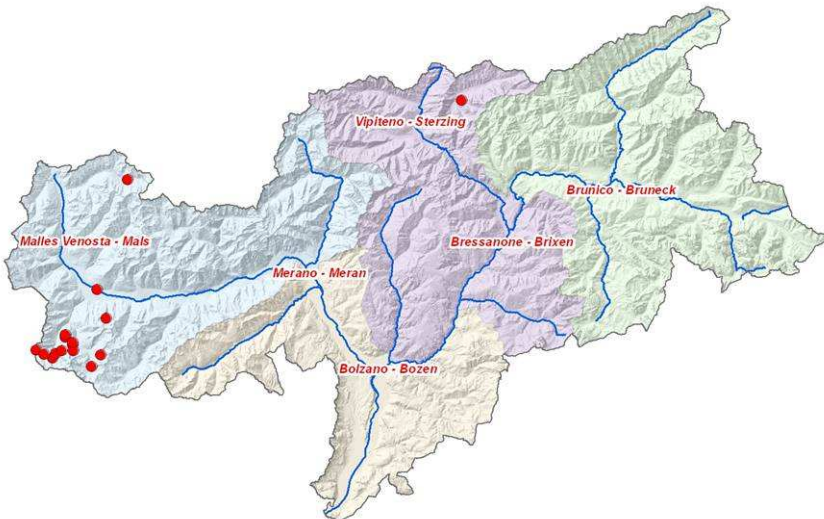 Vipiteno - Sterzing
Brunico - Bruneck
Malles Venosta - Mals
Bressanone - Brixen
Merano - Meran
Bolzano - Bozen